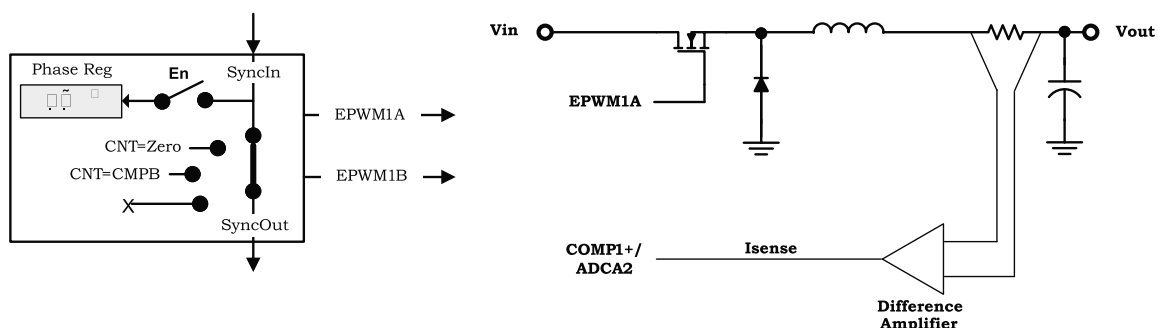 Phase Reg
En
SyncIn
EPWM1A
CNT=Zero
CNT=CMPB
EPWM1B
X
SyncOut
Vin
Vout
EPWM1A
COMP1+/
ADCA2
Isense
Difference
Amplifier